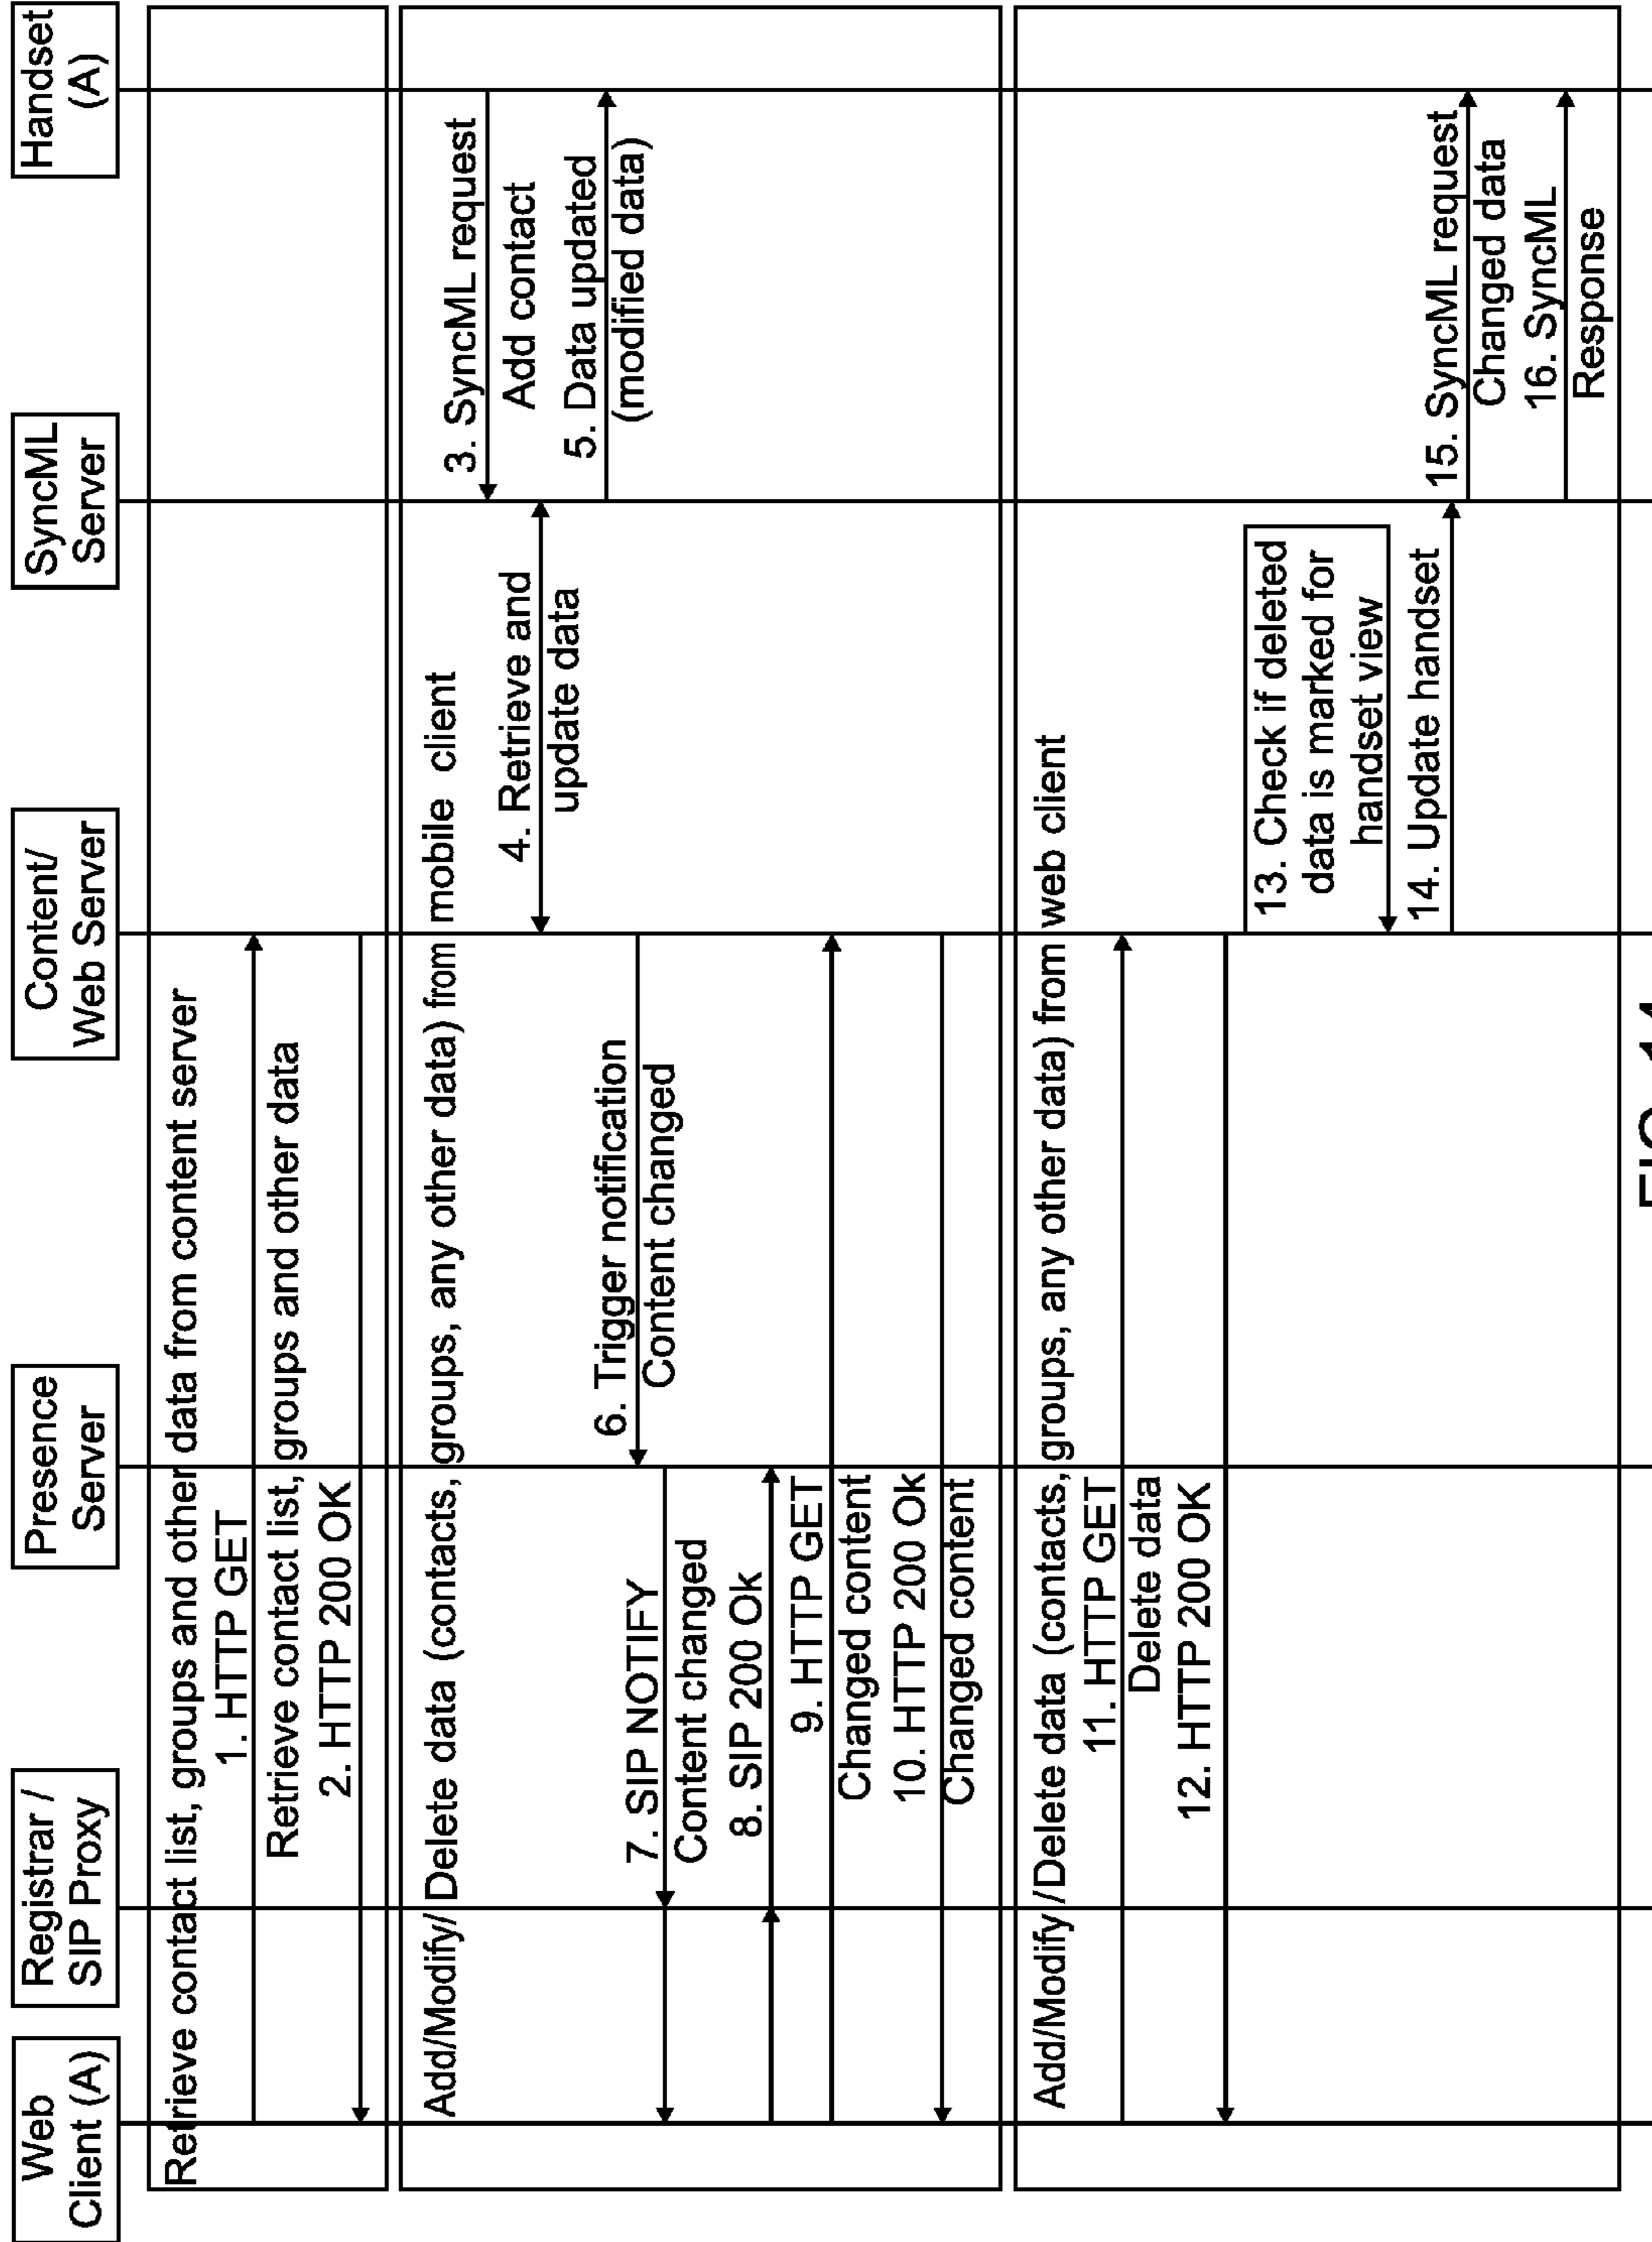 Web
Client (A)
Registrar /
SIP Proxy
Presence
Server
Content/
Web Server
SyncML
Server
Handset
(A)
Retrieve contact list, groups and other data from content server
1. HTTP GET
Retrieve contact list, groups and other data
2. HTTP 200 OK
Add/Modify/ Delete data (contacts, groups, any other data) from mobile client
3. SyncML request
Add contact
4. Retrieve and
update data
5. Data updated
(modified data)
6. Trigger notification
Content changed
7. SIP NOTIFY
Content changed
8. SIP 200 Ok
9. HTTP GET
Changed content
10. HTTP 200 Ok
Changed content
Add/Modify /Delete data (contacts, groups, any other data) from web client
11. HTTP GET
Delete data
12. HTTP 200 OK
13. Check if deleted
data is marked for
handset view
14. Update handset
15. SyncML request
Changed data
16. SyncML
Response